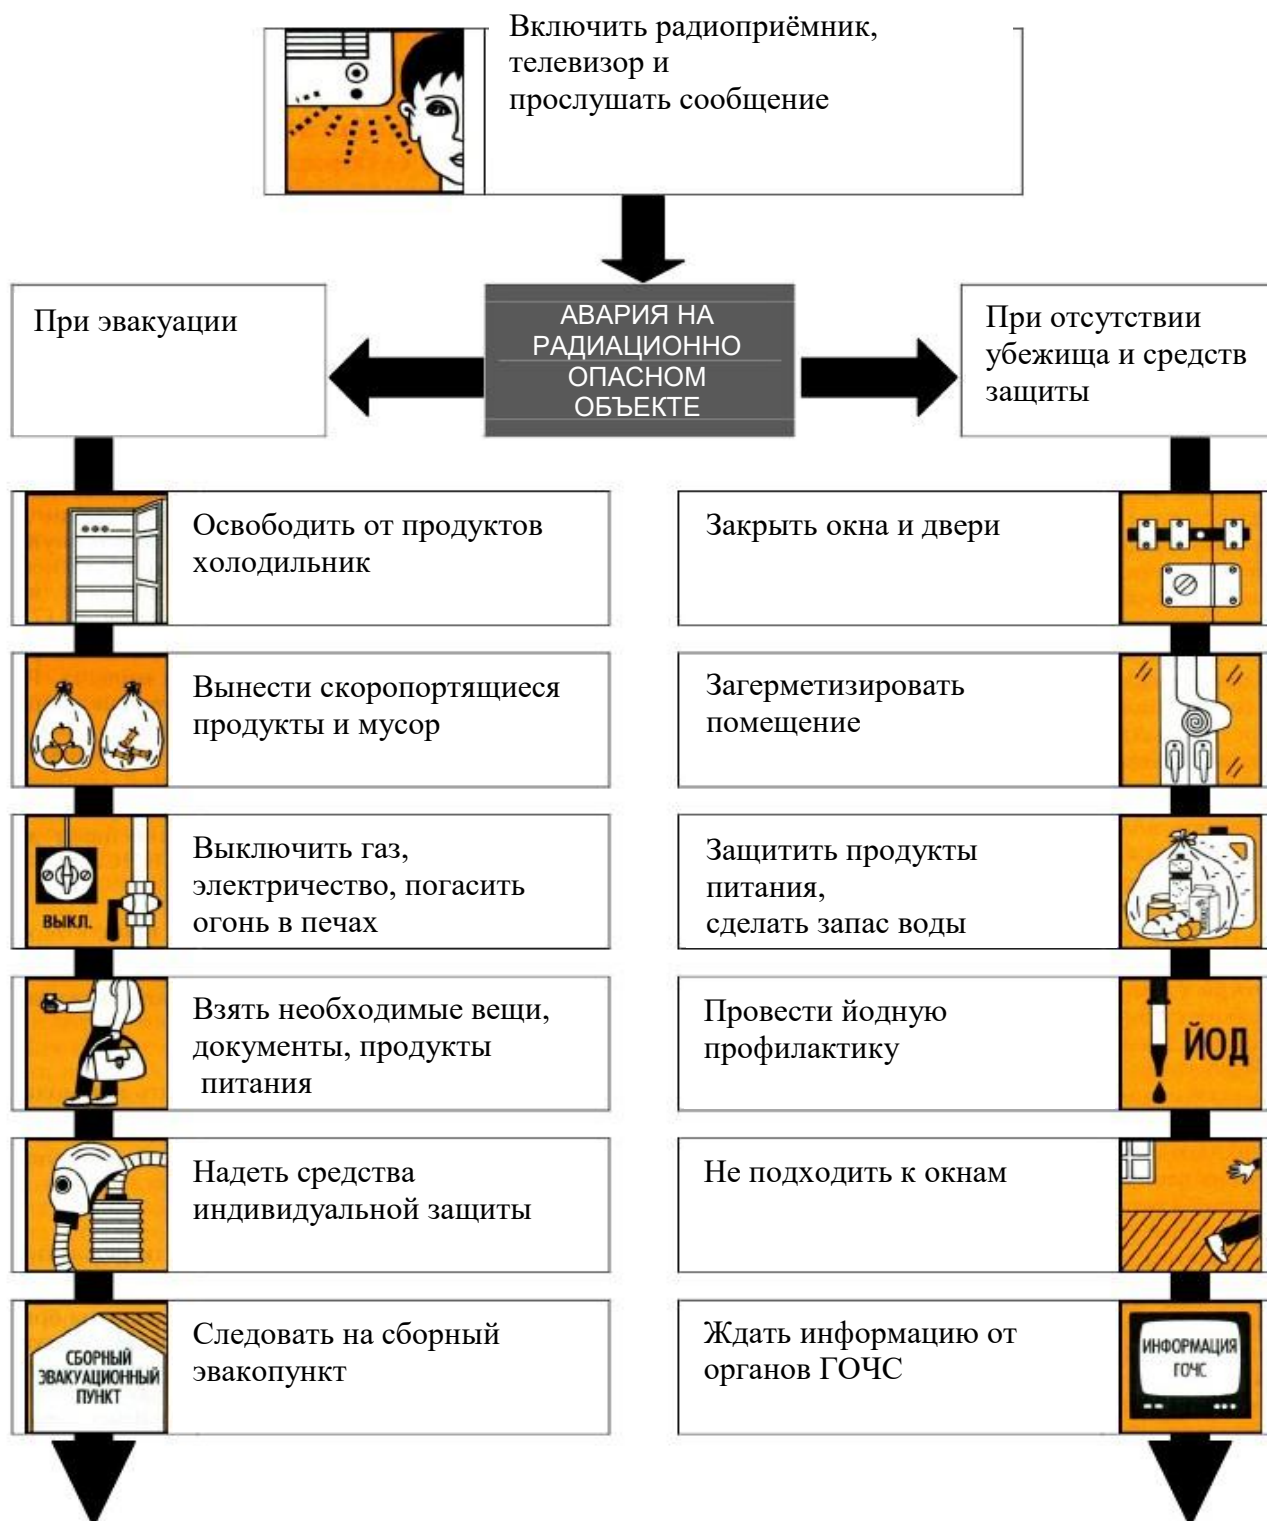 Включить радиоприёмник,
телевизор и
прослушать сообщение
АВАРИЯ НА
РАДИАЦИОННО
ОПАСНОМ
ОБЪЕКТЕ
При эвакуации
Освободить от продуктов
холодильник
Вынести скоропортящиеся
продукты и мусор
Выключить газ,
электричество, погасить
огонь в печах
ВЫКЛ.
Взять необходимые вещи,
документы, продукты
питания
Надеть средства
индивидуальной защиты
Следовать на сборный
эвакопункт
СБОРНЫЙ
ЭВАКУАЦИОННЫЙ
ПУНКТ
При отсутствии
убежища и средств
защиты
Закрыть окна и двери
Загерметизировать
помещение
Защитить продукты
питания,
сделать запас воды
Провести йодную
профилактику
ЙОД
Не подходить к окнам
Ждать информацию от
органов ГОЧС
ИНФОРМАЦИЯ
ГОЧС